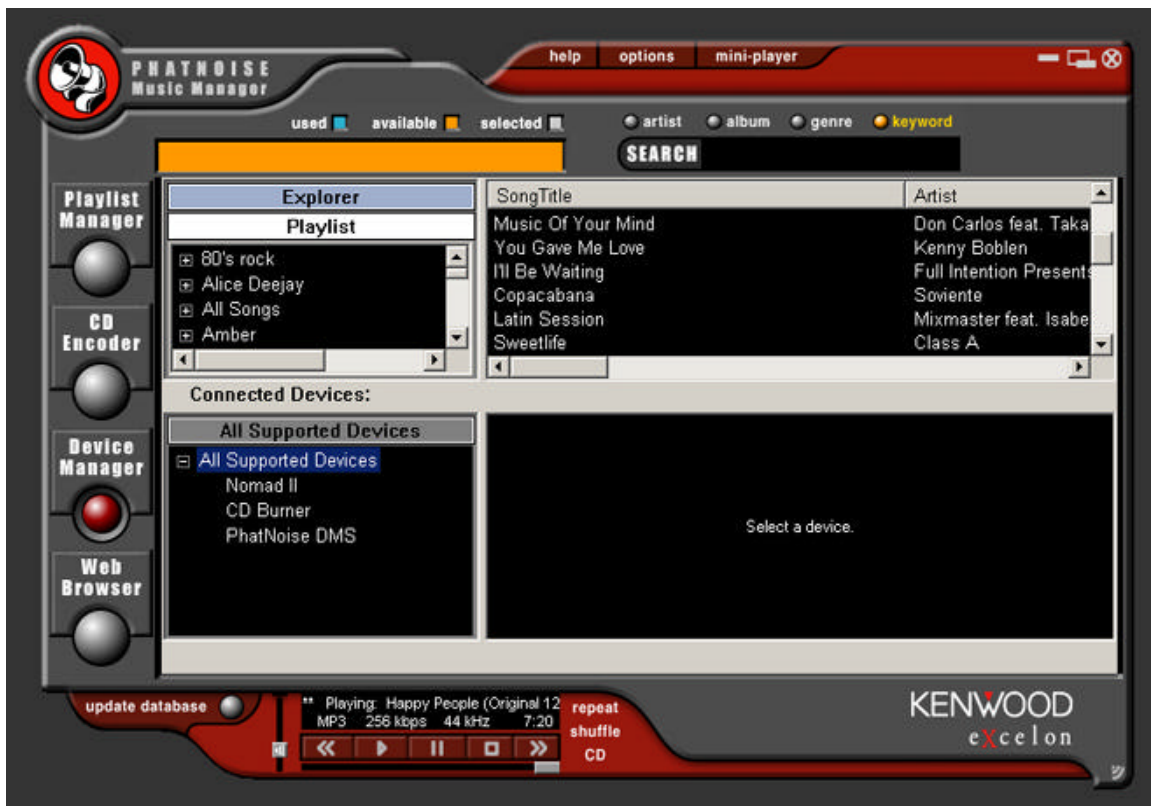 PHATNOISE
Music Manager
help options mini-player
used available selected
artist album genre keyword
SEARCH
Playlist
Manager
CD
Encoder
Device
Manager
Web
Browser
Explorer
Playlist
80's rock
Alice Deejay
All Songs
Amber
SongTitle Artist
Music Of Your Mind Don Carlos feat. Taka
You Gave Me Love Kenny Boblen
I'll Be Waiting Full Intention Presents
Copacabana Soviente
Latin Session Mixmaster feat. Isabe
Sweetlife Class A
Connected Devices:
All Supported Devices
All Supported Devices
Nomad II
CD Burner
PhatNoise DMS
Select a device.
update database
** Playing: Happy People (Original 12
MP3 256 kbps 44 kHz 7:20
repeat
shuffle
CD
KENWOOD
eXcelon